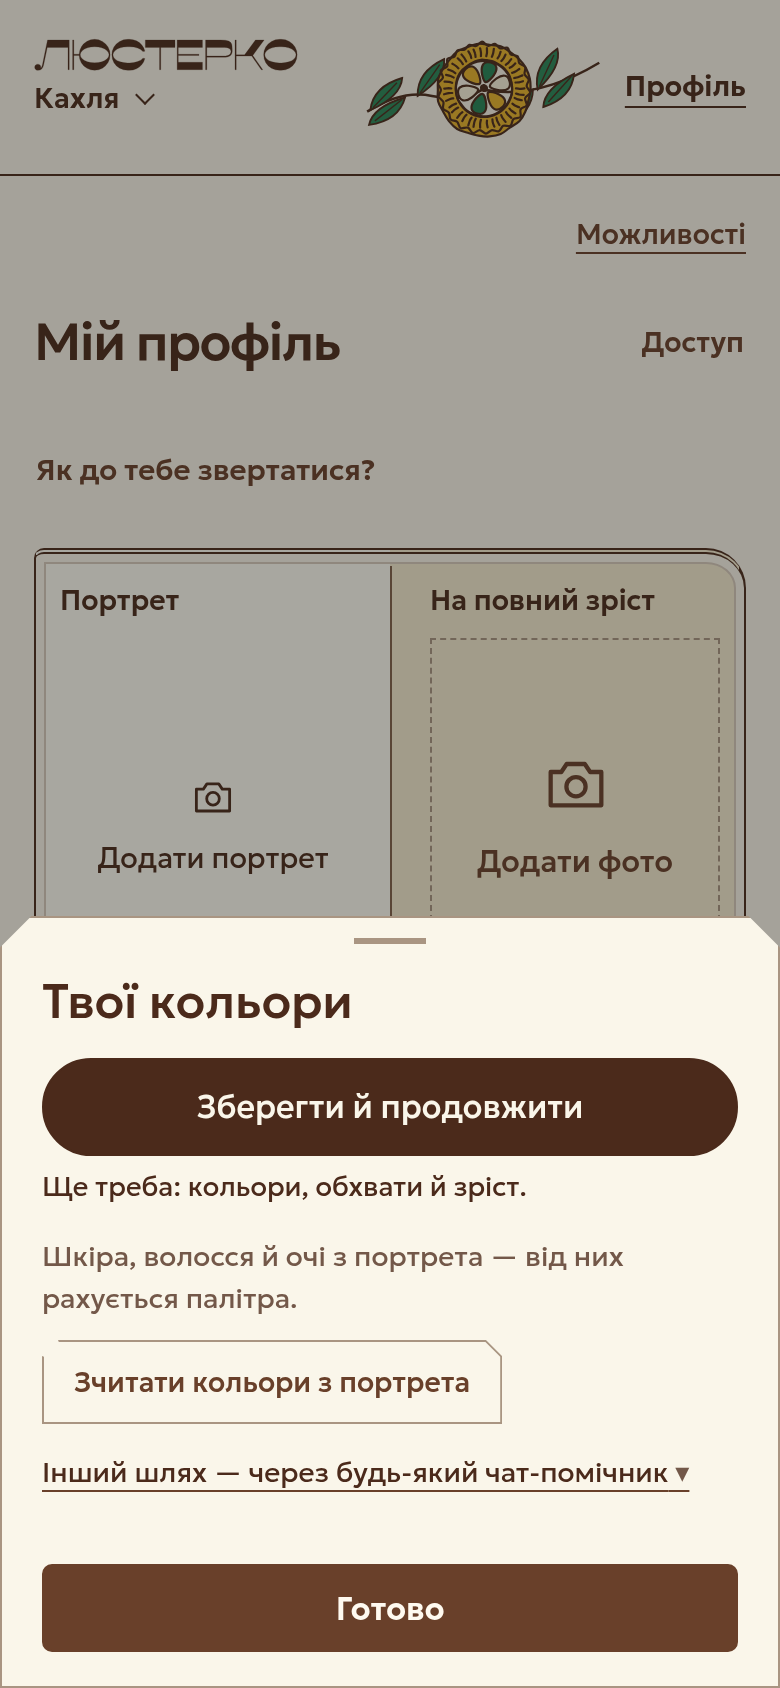 ЛЮСТЕРКО
Кахля
Профіль
Можливості
Мій профіль
Доступ
Як до тебе звертатися?
Портрет
На повний зріст
Додати портрет
Додати фото
Твої кольори
Зберегти й продовжити
Ще треба: кольори, обхвати й зріст.
Шкіра, волосся й очі з портрета — від них
рахується палітра.
Зчитати кольори з портрета
Інший шлях — через будь-який чат-помічник ▾
Готово